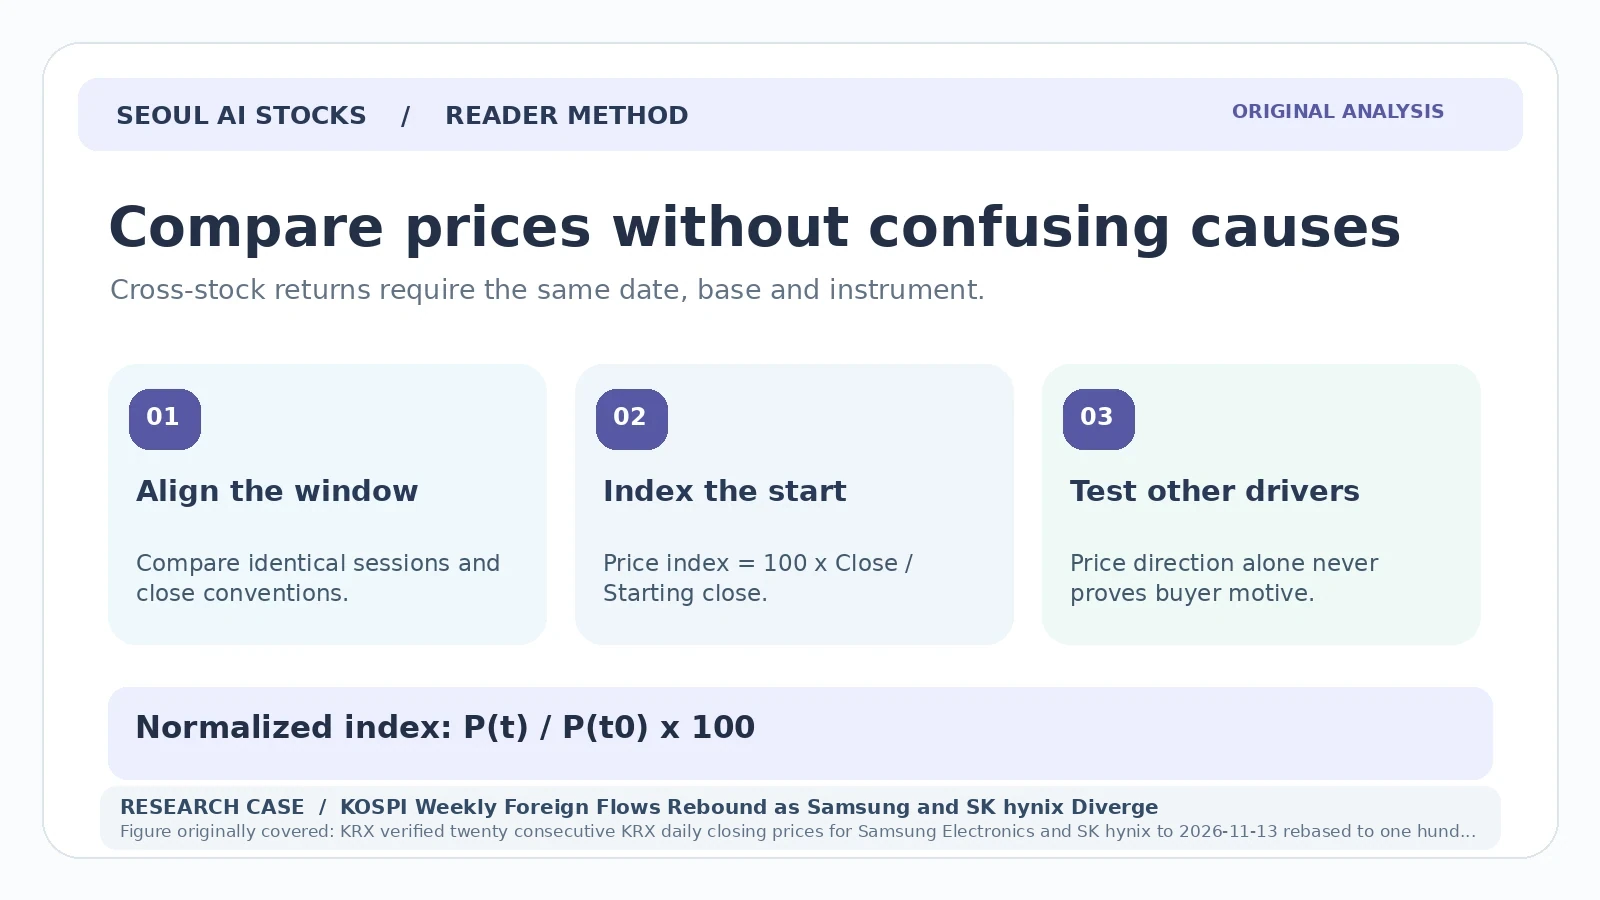 SEOUL AI STOCKS / READER METHOD
ORIGINAL ANALYSIS
Compare prices without confusing causes
Cross-stock returns require the same date, base and instrument.
01
Align the window
Compare identical sessions and
close conventions.
02
Index the start
Price index = 100 x Close /
Starting close.
03
Test other drivers
Price direction alone never
proves buyer motive.
Normalized index: P(t) / P(t0) x 100
RESEARCH CASE / KOSPI Weekly Foreign Flows Rebound as Samsung and SK hynix Diverge
Figure originally covered: KRX verified twenty consecutive KRX daily closing prices for Samsung Electronics and SK hynix to 2026-11-13 rebased to one hund...